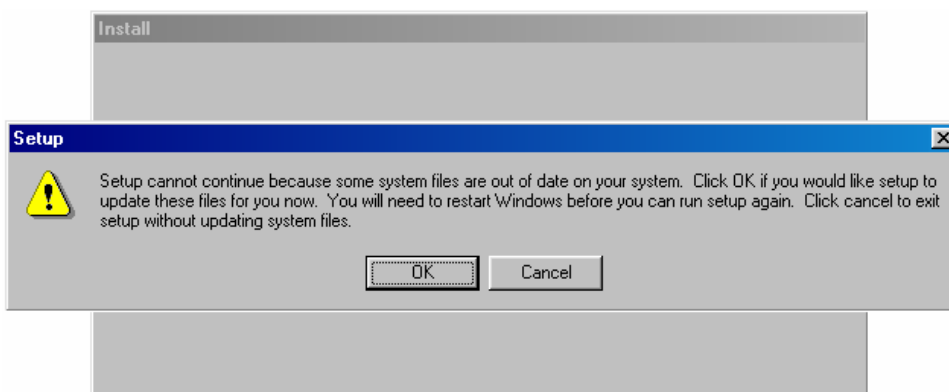 Install
Setup
Setup cannot continue because some system files are out of date on your system. Click OK if you would like setup to
update these files for you now. You will need to restart Windows before you can run setup again. Click cancel to exit
setup without updating system files.
OK
Cancel